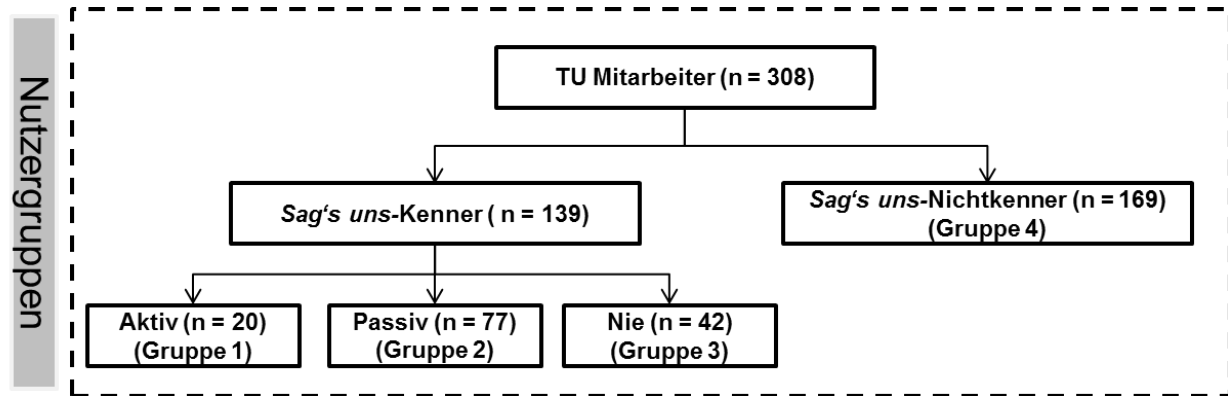 Nutzergruppen
TU Mitarbeiter (n = 308)
Sag‘s uns-Kenner ( n = 139)
Sag‘s uns-Nichtkenner (n = 169)
(Gruppe 4)
Aktiv (n = 20)
(Gruppe 1)
Passiv (n = 77)
(Gruppe 2)
Nie (n = 42)
(Gruppe 3)